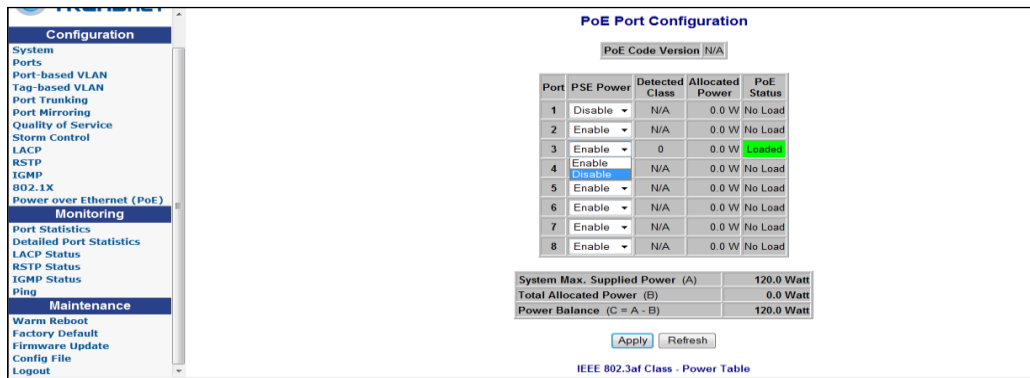 Configuration
System
Ports
Port-based VLAN
Tag-based VLAN
Port Trunking
Port Mirroring
Quality of Service
Storm Control
LACP
RSTP
IGMP
802.1X
Power over Ethernet (PoE)
Monitoring
Port Statistics
Detailed Port Statistics
LACP Status
RSTP Status
IGMP Status
Ping
Maintenance
Warm Reboot
Factory Default
Firmware Update
Config File
Logout
PoE Port Configuration
PoE Code Version N/A
Port PSE Power Detected Class Allocated Power PoE Status
1 Disable N/A 0.0 W No Load
2 Enable N/A 0.0 W No Load
3 Enable 0 0.0 W Loaded
Enable
Disable
4 N/A 0.0 W No Load
5 Enable N/A 0.0 W No Load
6 Enable N/A 0.0 W No Load
7 Enable N/A 0.0 W No Load
8 Enable N/A 0.0 W No Load
System Max. Supplied Power (A) 120.0 Watt
Total Allocated Power (B) 0.0 Watt
Power Balance (C = A - B) 120.0 Watt
Apply Refresh
IEEE 802.3af Class - Power Table